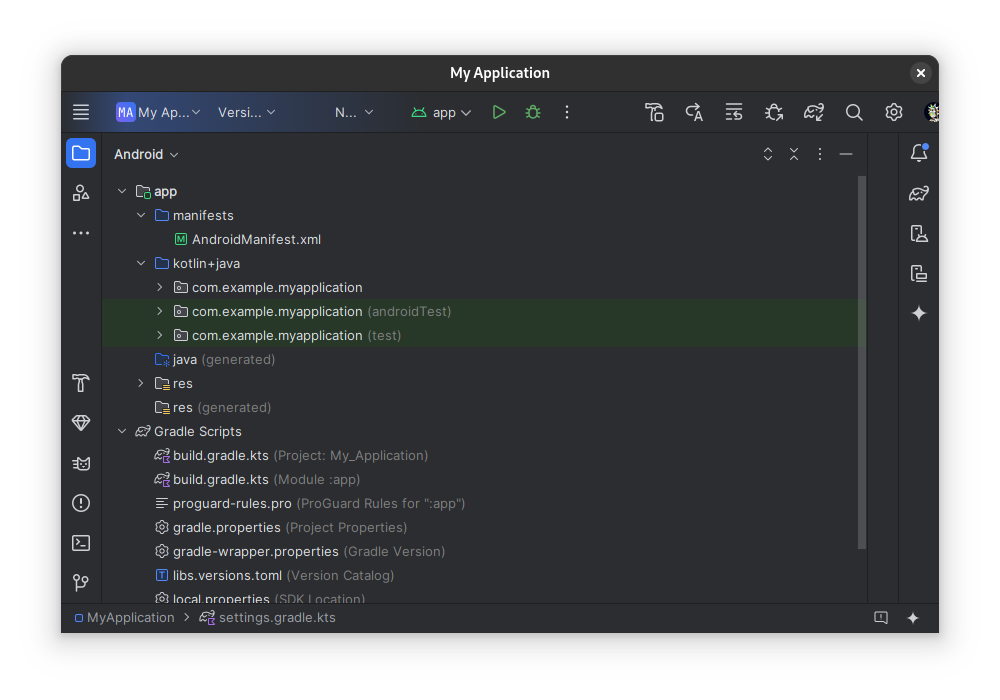 My Application
MA My Ap... Versi... N... app
Android
app
manifests
M AndroidManifest.xml
kotlin+java
com.example.myapplication
com.example.myapplication (androidTest)
com.example.myapplication (test)
java (generated)
res
res (generated)
Gradle Scripts
build.gradle.kts (Project: My_Application)
build.gradle.kts (Module :app)
proguard-rules.pro (ProGuard Rules for ":app")
gradle.properties (Project Properties)
gradle-wrapper.properties (Gradle Version)
T libs.versions.toml (Version Catalog)
local.properties (SDK Location)
MyApplication > settings.gradle.kts